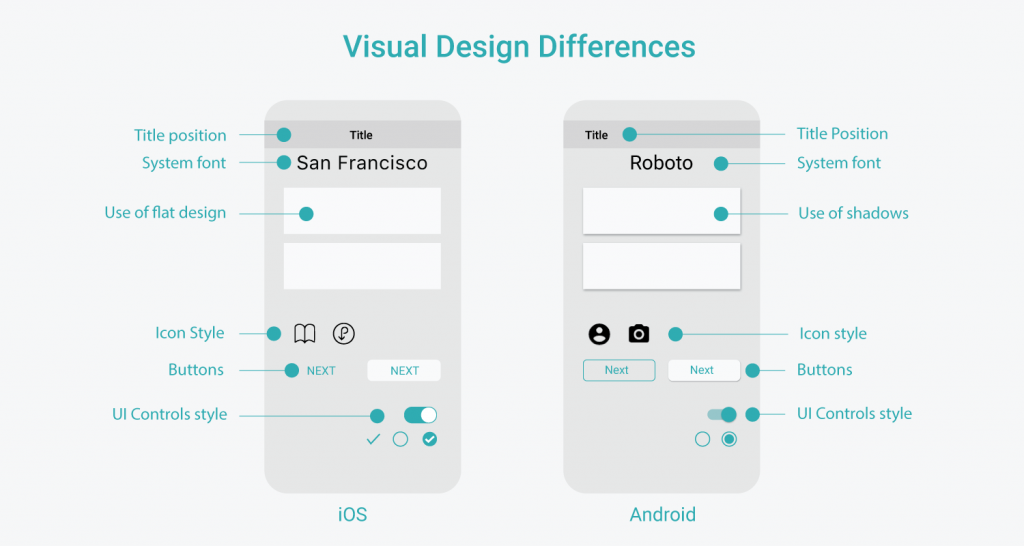 Visual Design Differences
Title position
Title
System font
San Francisco
Use of flat design
Icon Style
Buttons
NEXT
NEXT
UI Controls style
iOS
Title
Title Position
Roboto
System font
Use of shadows
Icon style
Next
Next
Buttons
UI Controls style
Android